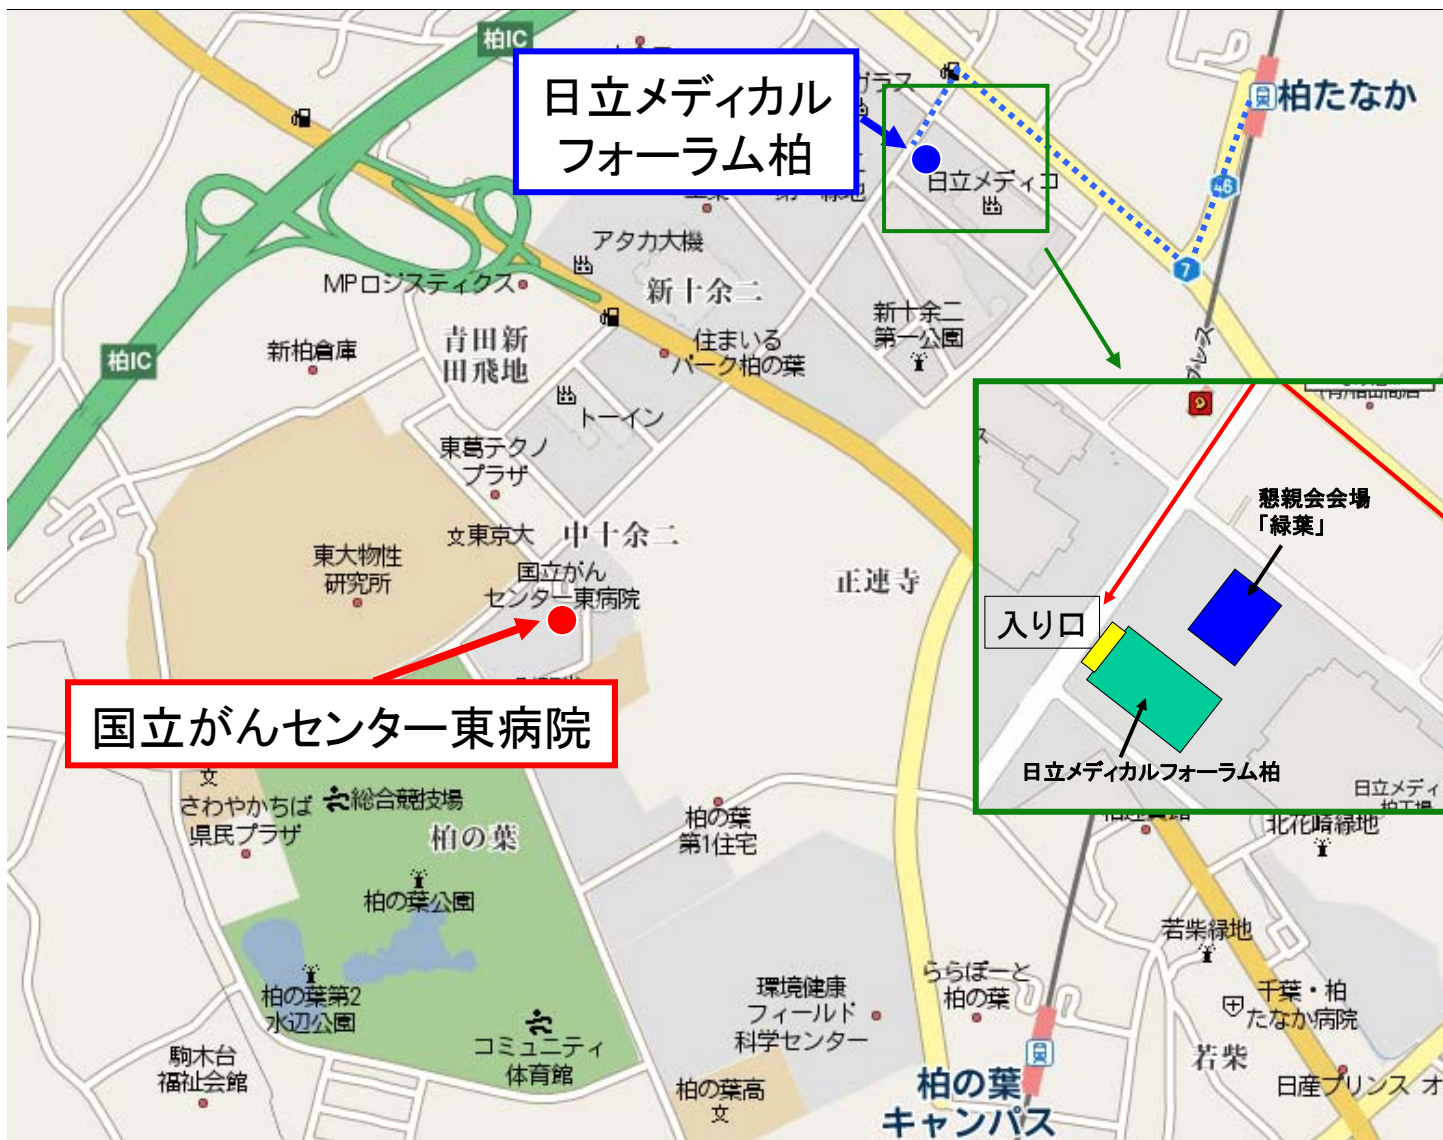 柏IC
日立メディカル
フォーラム柏
ガラス
柏たなか
日立メディコ
46
7
アタカ大機
MPロジスティクス
新十余二
新十余二
第一公園
青田新
田飛地
新柏倉庫
柏IC
住まいる
パーク柏の葉
トーイン
東葛テクノ
プラザ
文東京大
中十余二
東大物性
研究所
国立がん
センター東病院
正連寺
懇親会会場
「緑葉」
入り口
日立メディカルフォーラム柏
日立メディ
国立がんセンター東病院
文
さわやかちば
県民プラザ
総合競技場
柏の葉
柏の葉
第1住宅
北花崎緑地
柏の葉公園
若柴緑地
柏の葉第2
水辺公園
環境健康
フィールド
科学センター
ららぽーと
柏の葉
千葉・柏
たなか病院
コミュニティ
体育館
駒木台
福祉会館
若柴
柏の葉高
文
柏の葉
キャンパス
日産プリンス オ